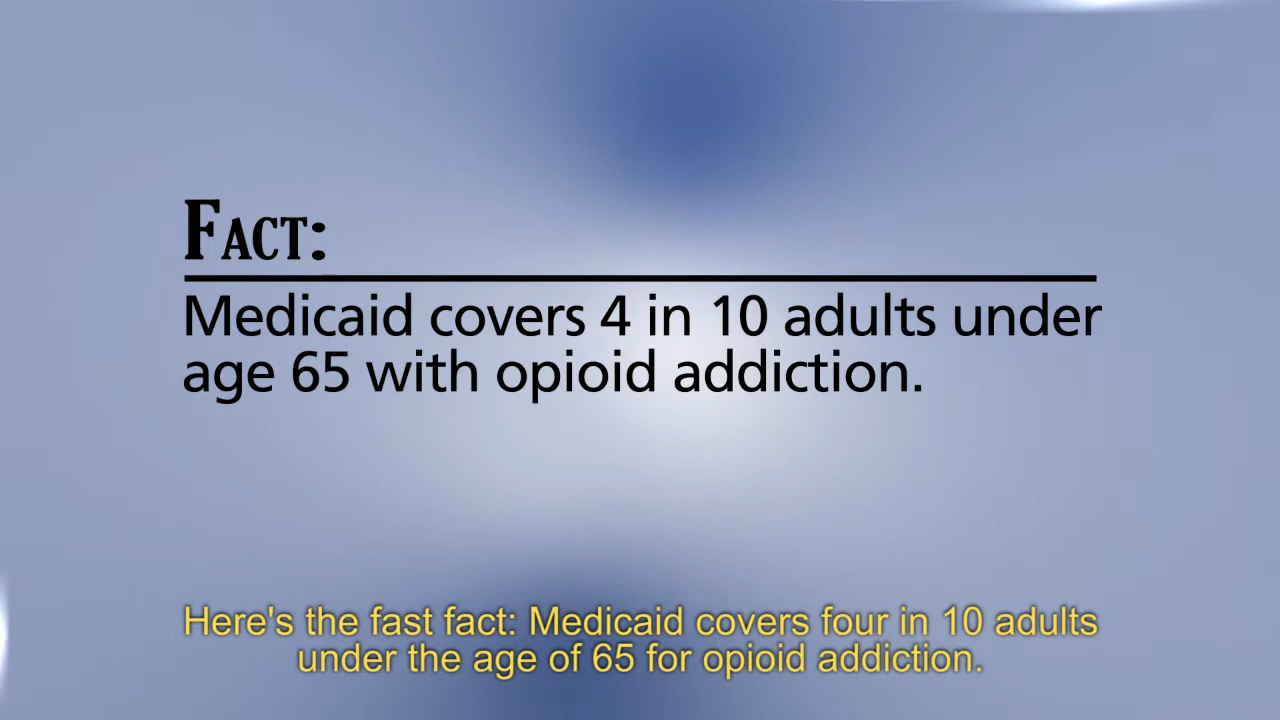 FACT:
Medicaid covers 4 in 10 adults under
age 65 with opioid addiction.
Here's the fast fact: Medicaid covers four in 10 adults
under the age of 65 for opioid addiction.